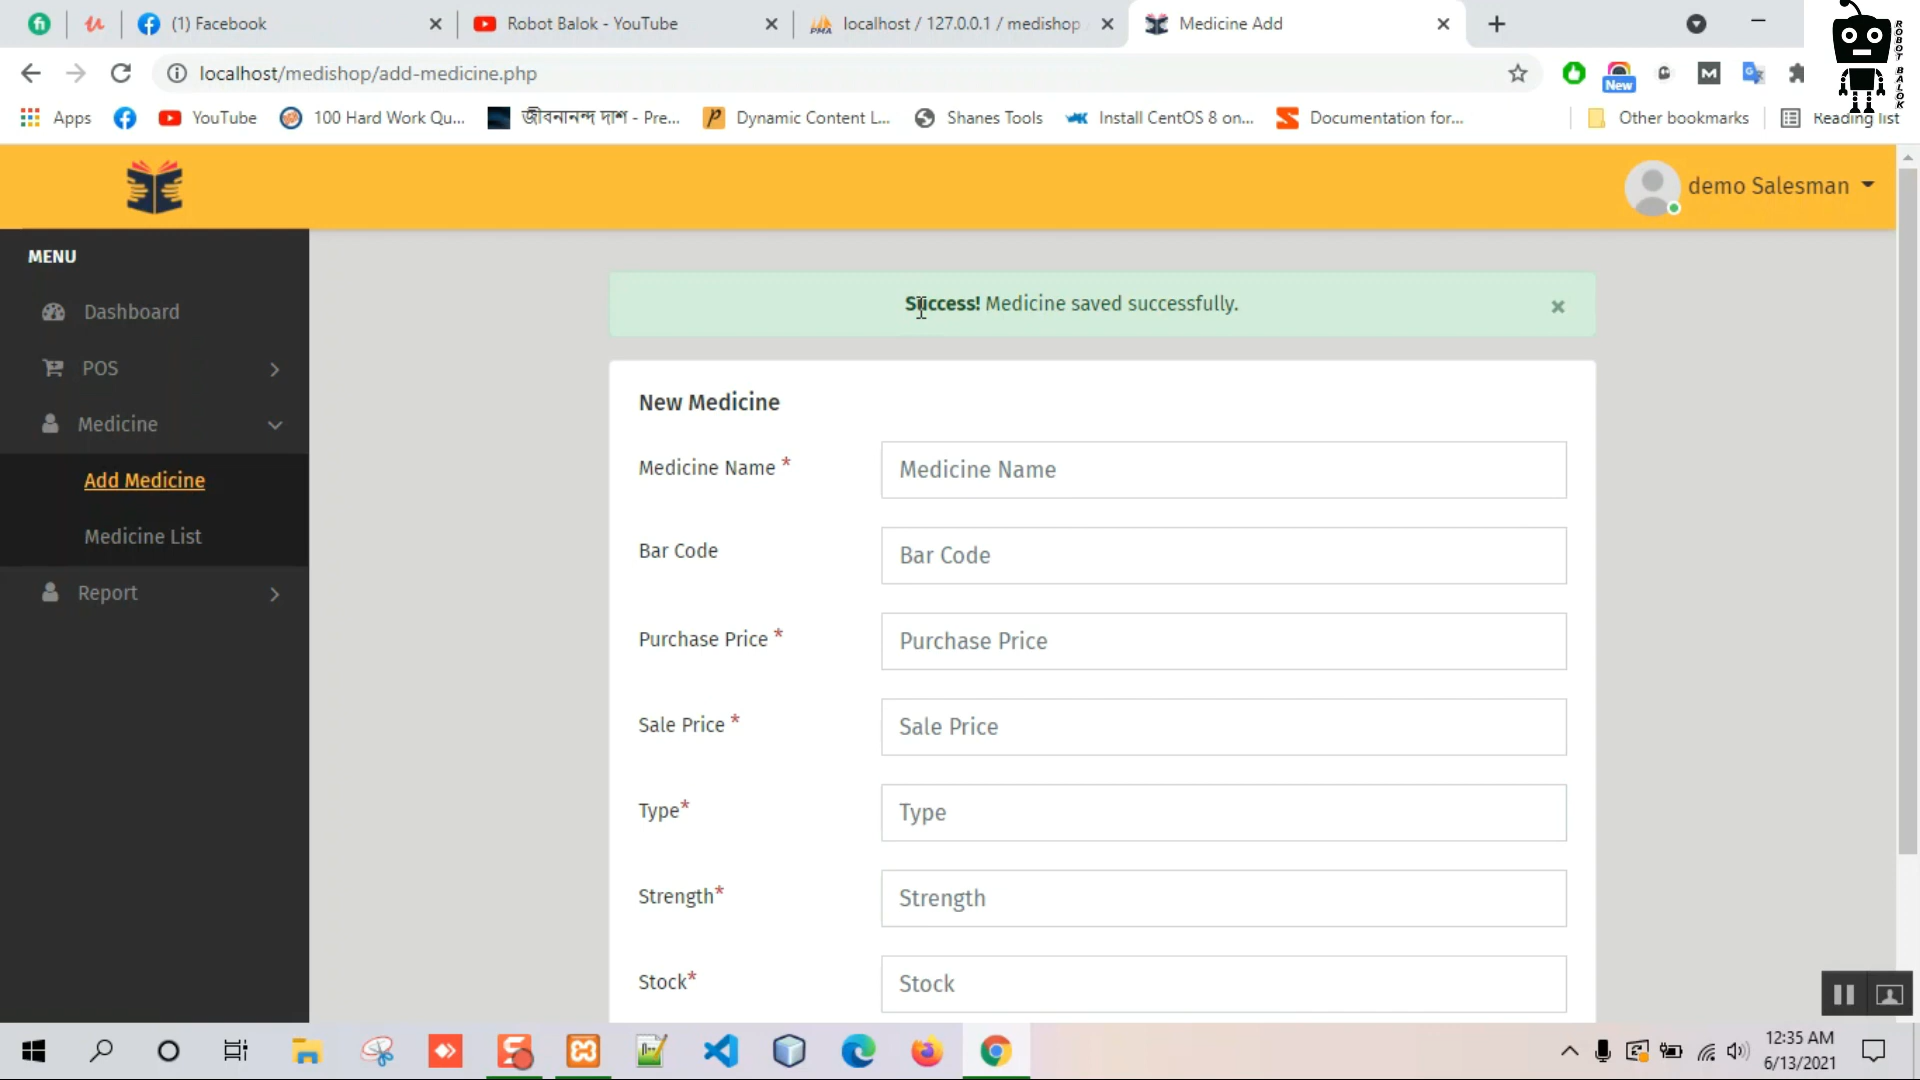 (1) Facebook
Robot Balok - YouTube
localhost / 127.0.0.1 / medishop
Medicine Add
localhost/medishop/add-medicine.php
New
ROBOT BALOK
Apps
YouTube
100 Hard Work Qu...
জীবনানন্দ দাশ - Pre...
Dynamic Content L...
Shanes Tools
Install CentOS 8 on...
Documentation for...
Other bookmarks
Reading list
demo Salesman
MENU
Dashboard
POS
Medicine
Add Medicine
Medicine List
Report
Success! Medicine saved successfully.
×
New Medicine
Medicine Name *
Medicine Name
Bar Code
Bar Code
Purchase Price *
Purchase Price
Sale Price *
Sale Price
Type*
Type
Strength*
Strength
Stock*
Stock
12:35 AM
6/13/2021